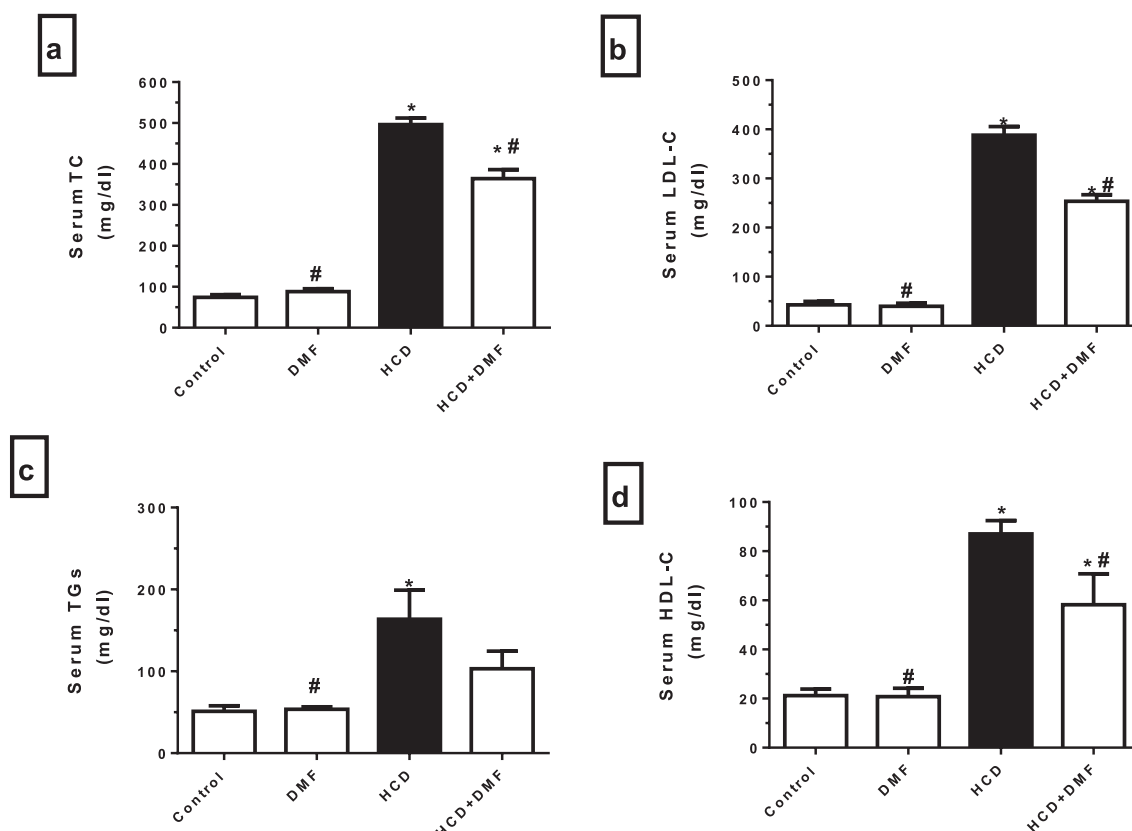 a
600
500
400
300
200
100
0
SerumTC
(mg/dl)
*
* #
#
Control
DMF
HCD
HCD+DMF
b
500
400
300
200
100
0
Serum LDL-C
(mg/dl)
*
* #
#
Control
DMF
HCD
HCD+DMF
c
300
200
100
0
Serum TGs
(mg/dl)
*
#
Control
DMF
HCD
HCD+DMF
d
100
80
60
40
20
0
Serum HDL-C
(mg/dl)
*
* #
#
Control
DMF
HCD
HCD+DMF